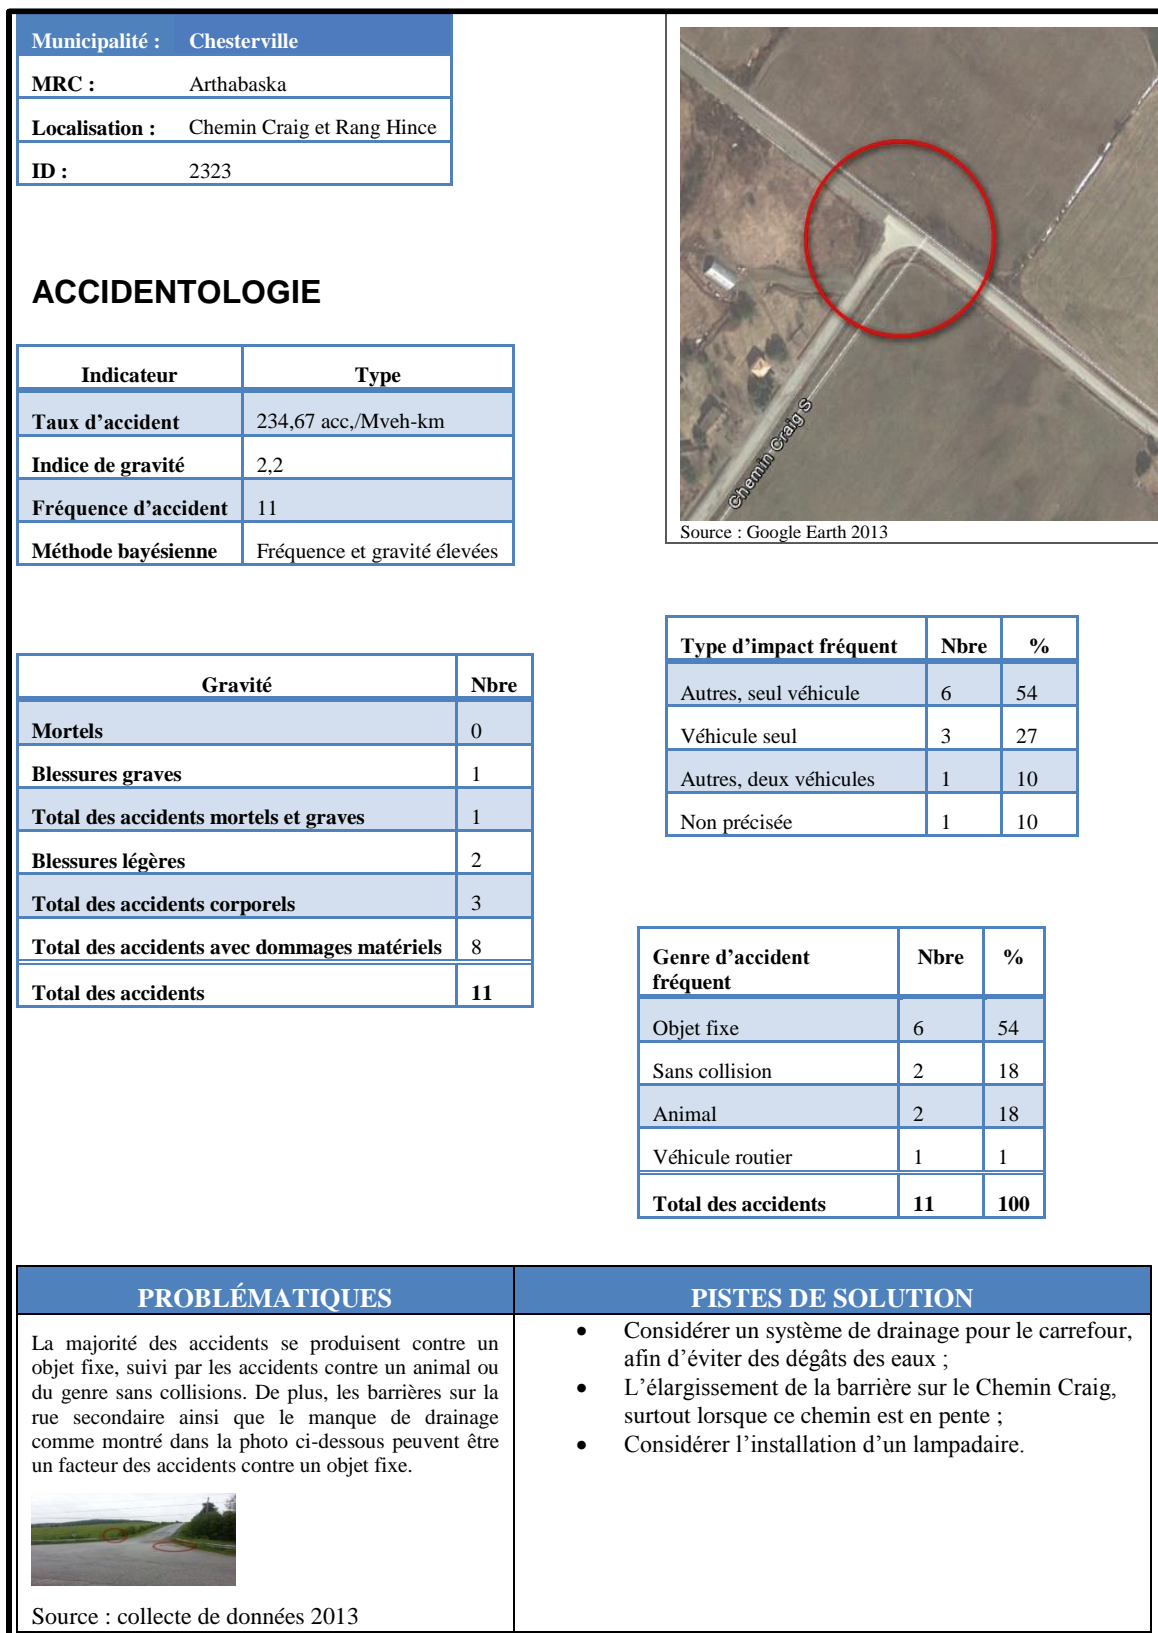 Municipalité : Chesterville
MRC : Arthabaska
Localisation : Chemin Craig et Rang Hince
ID : 2323
Chemin Craig S
Source : Google Earth 2013
ACCIDENTOLOGIE
Indicateur Type
Taux d’accident 234,67 acc,/Mveh-km
Indice de gravité 2,2
Fréquence d’accident 11
Méthode bayésienne Fréquence et gravité élevées
Gravité Nbre
Mortels 0
Blessures graves 1
Total des accidents mortels et graves 1
Blessures légères 2
Total des accidents corporels 3
Total des accidents avec dommages matériels 8
Total des accidents 11
Type d’impact fréquent Nbre %
Autres, seul véhicule 6 54
Véhicule seul 3 27
Autres, deux véhicules 1 10
Non précisée 1 10
Genre d’accident Nbre %
fréquent
Objet fixe 6 54
Sans collision 2 18
Animal 2 18
Véhicule routier 1 1
Total des accidents 11 100
PROBLÉMATIQUES
La majorité des accidents se produisent contre un
objet fixe, suivi par les accidents contre un animal ou
du genre sans collisions. De plus, les barrières sur la
rue secondaire ainsi que le manque de drainage
comme montré dans la photo ci-dessous peuvent être
un facteur des accidents contre un objet fixe.
Source : collecte de données 2013
PISTES DE SOLUTION
• Considérer un système de drainage pour le carrefour,
afin d’éviter des dégâts des eaux ;
• L’élargissement de la barrière sur le Chemin Craig,
surtout lorsque ce chemin est en pente ;
• Considérer l’installation d’un lampadaire.